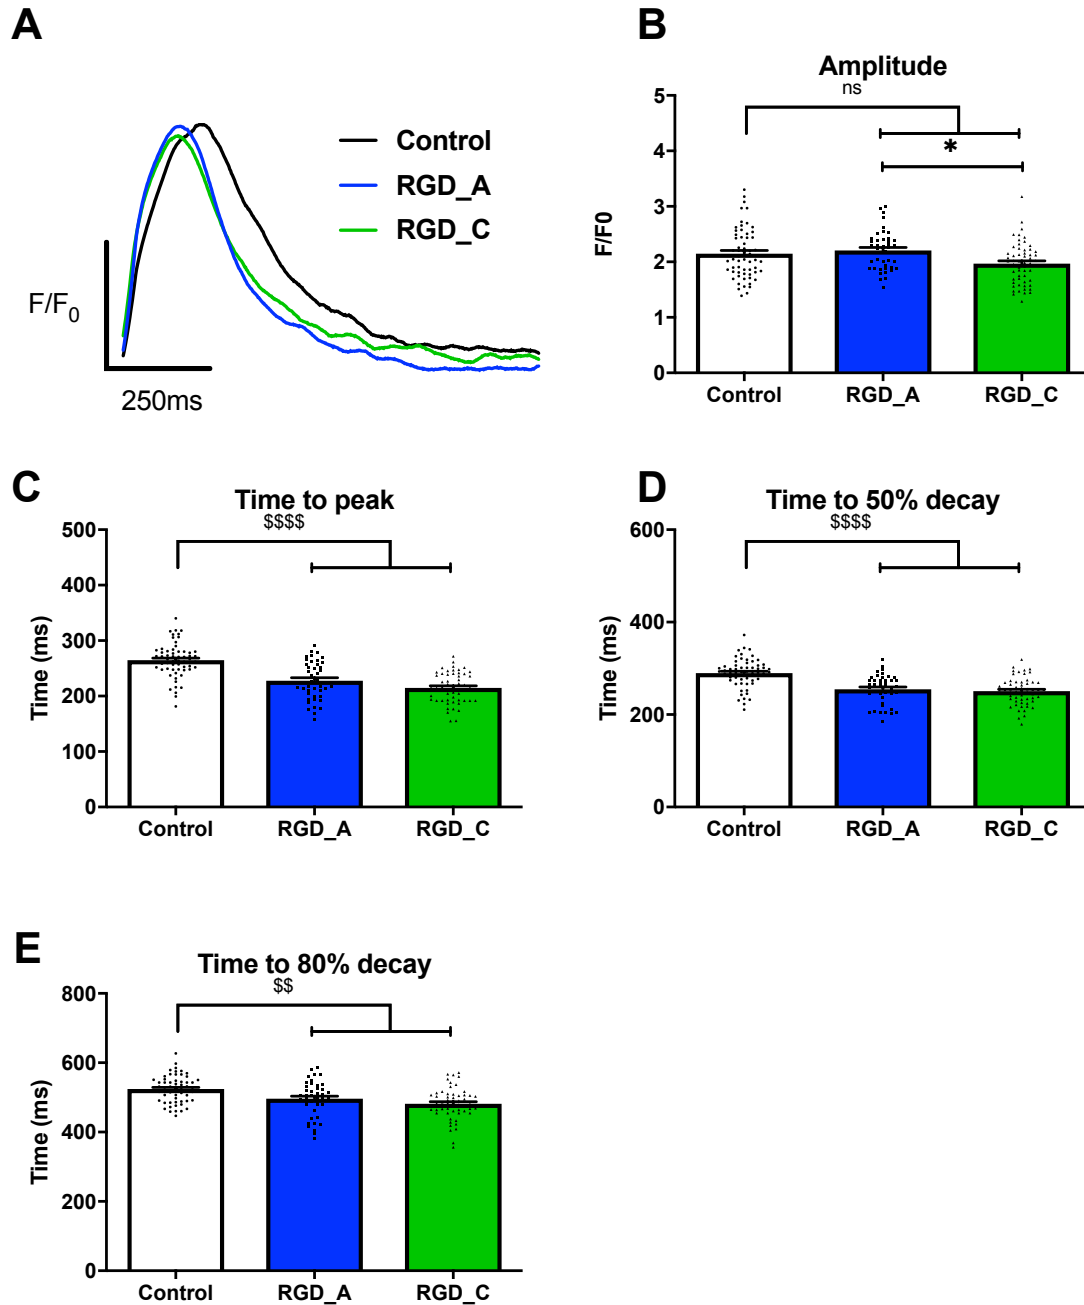 A
Control
RGD_A
RGD_C
F/F0
250ms
B
Amplitude
ns
*
5
4
3
2
1
0
F/F0
Control RGD_A RGD_C
C
Time to peak
$$$$
500
400
300
200
100
0
Time (ms)
Control RGD_A RGD_C
D
Time to 50% decay
$$$$
600
400
200
0
Time (ms)
Control RGD_A RGD_C
E
Time to 80% decay
$$
800
600
400
200
0
Time (ms)
Control RGD_A RGD_C